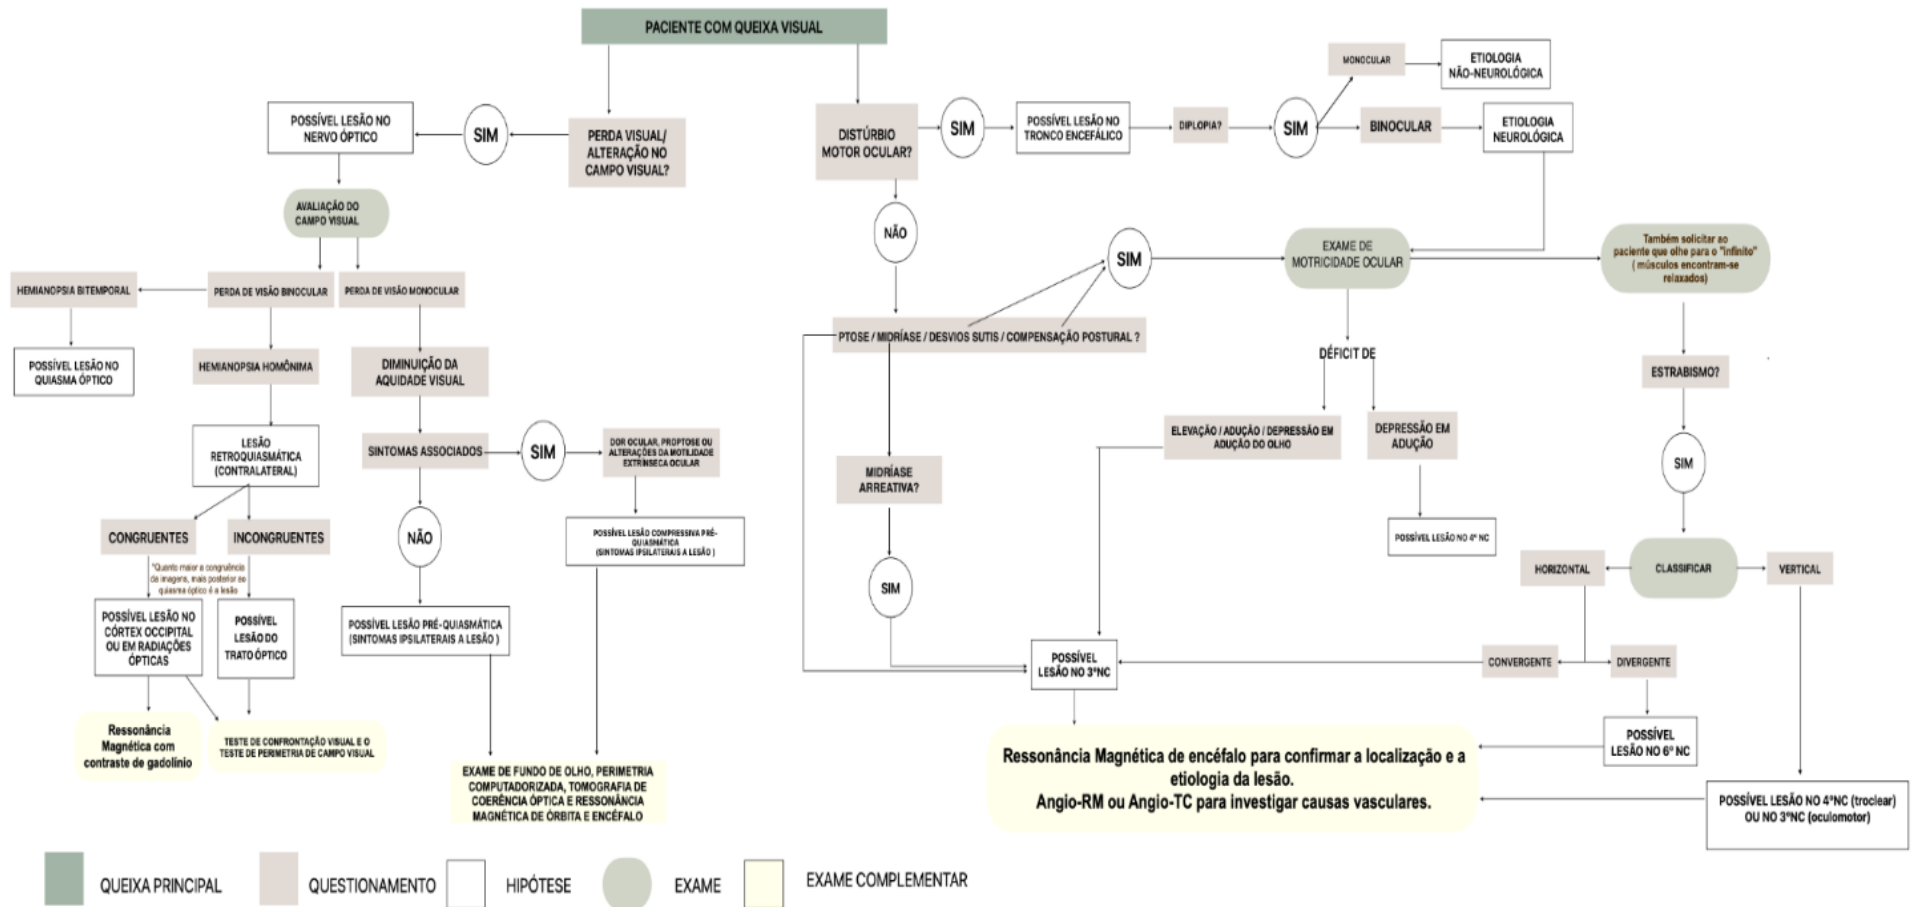 PACIENTE COM QUEIXA VISUAL
PERDA VISUAL/
ALTERAÇÃO NO
CAMPO VISUAL?
SIM
POSSÍVEL LESÃO NO
NERVO ÓPTICO
AVALIAÇÃO DO
CAMPO VISUAL
PERDA DE VISÃO BINOCULAR
PERDA DE VISÃO MONOCULAR
HEMIANOPSIA BITEMPORAL
POSSÍVEL LESÃO NO
QUIASMA ÓPTICO
HEMIANOPSIA HOMÔNIMA
LESÃO
RETROQUIASMÁTICA
(CONTRALATERAL)
CONGRUENTES
INCONGRUENTES
"Quanto maior a congruência
da imagens, mais posterior ao
quiasma óptico é a lesão
POSSÍVEL LESÃO NO
CÓRTEX OCCIPITAL
OU EM RADIAÇÕES
ÓPTICAS
POSSÍVEL
LESÃO DO
TRATO ÓPTICO
Ressonância
Magnética com
contraste de gadolínio
TESTE DE CONFRONTAÇÃO VISUAL E O
TESTE DE PERIMETRIA DE CAMPO VISUAL
DIMINUIÇÃO DA
AQUIDADE VISUAL
SINTOMAS ASSOCIADOS
SIM
DOR OCULAR, PROPTOSE OU
ALTERAÇÕES DA MOTILIDADE
EXTRÍNSECA OCULAR
POSSÍVEL LESÃO COMPRESSIVA PRÉ-
QUIASMÁTICA
(SINTOMAS IPSILATERAIS A LESÃO )
NÃO
POSSÍVEL LESÃO PRÉ-QUIASMÁTICA
(SINTOMAS IPSILATERAIS A LESÃO )
EXAME DE FUNDO DE OLHO, PERIMETRIA
COMPUTADORIZADA, TOMOGRAFIA DE
COERÊNCIA ÓPTICA E RESSONÂNCIA
MAGNÉTICA DE ÓRBITA E ENCÉFALO
DISTÚRBIO
MOTOR OCULAR?
SIM
POSSÍVEL LESÃO NO
TRONCO ENCEFÁLICO
DIPLOPIA?
SIM
MONOCULAR
ETIOLOGIA
NÃO-NEUROLÓGICA
BINOCULAR
ETIOLOGIA
NEUROLÓGICA
NÃO
PTOSE / MIDRÍASE / DESVIOS SUTIS / COMPENSAÇÃO POSTURAL ?
SIM
EXAME DE
MOTRICIDADE OCULAR
Também solicitar ao
paciente que olhe para o "infinito"
( músculos encontram-se
relaxados)
DÉFICIT DE
ELEVAÇÃO / ADUÇÃO / DEPRESSÃO EM
ADUÇÃO DO OLHO
DEPRESSÃO EM
ADUÇÃO
POSSÍVEL LESÃO NO 4º NC
MIDRÍASE
ARREATIVA?
SIM
POSSÍVEL
LESÃO NO 3ºNC
ESTRABISMO?
SIM
CLASSIFICAR
HORIZONTAL
VERTICAL
CONVERGENTE
DIVERGENTE
POSSÍVEL
LESÃO NO 6º NC
POSSÍVEL LESÃO NO 4ºNC (troclear)
OU NO 3ºNC (oculomotor)
Ressonância Magnética de encéfalo para confirmar a localização e a
etiologia da lesão.
Angio-RM ou Angio-TC para investigar causas vasculares.
QUEIXA PRINCIPAL
QUESTIONAMENTO
HIPÓTESE
EXAME
EXAME COMPLEMENTAR